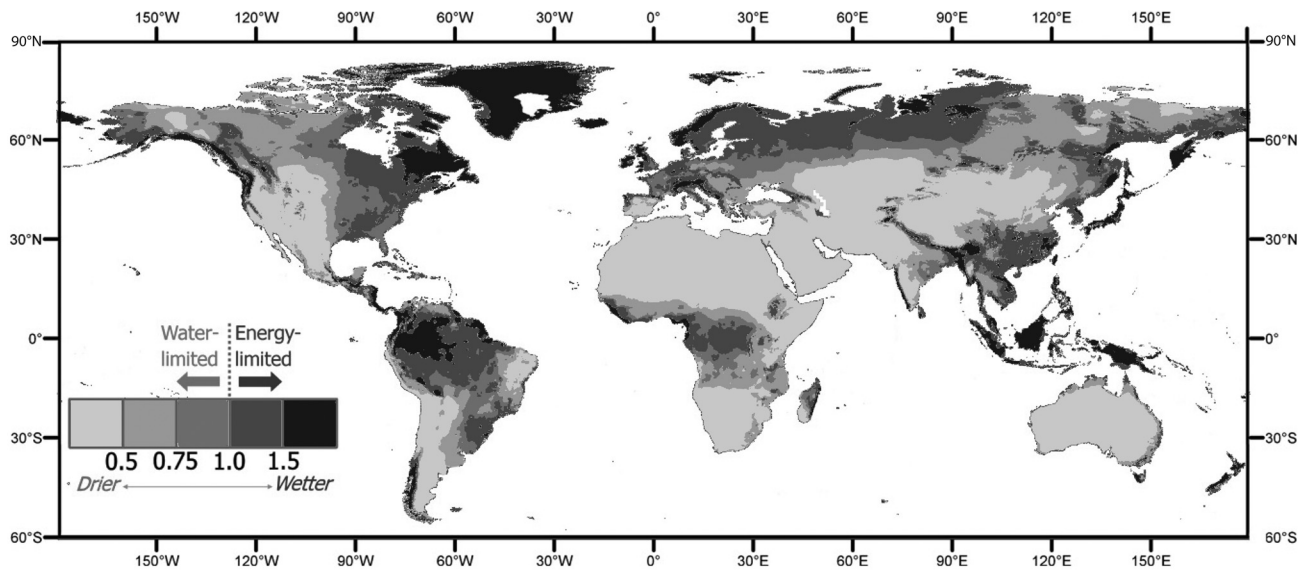 150°W 120°W 90°W 60°W 30°W 0° 30°E 60°E 90°E 120°E 150°E
90°N 90°N
60°N 60°N
30°N 30°N
0° 0°
30°S 30°S
60°S 60°S
Water- Energy-
limited limited
0.5 0.75 1.0 1.5
Drier Wetter
150°W 120°W 90°W 60°W 30°W 0° 30°E 60°E 90°E 120°E 150°E